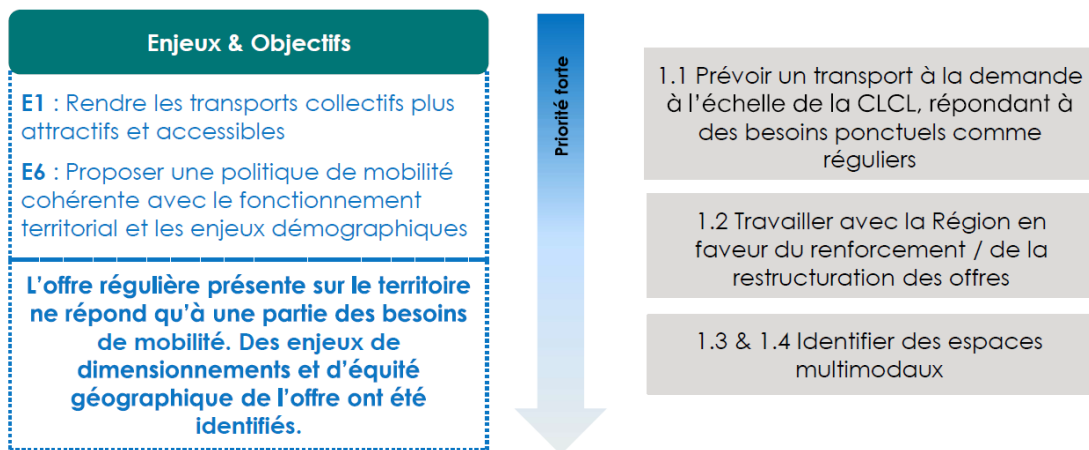 Enjeux & Objectifs
E1 : Rendre les transports collectifs plus
attractifs et accessibles
E6 : Proposer une politique de mobilité
cohérente avec le fonctionnement
territorial et les enjeux démographiques
L'offre régulière présente sur le territoire
ne répond qu'à une partie des besoins
de mobilité. Des enjeux de
dimensionnements et d'équité
géographique de l'offre ont été
identifiés.
Priorité forte
1.1 Prévoir un transport à la demande
à l'échelle de la CLCL, répondant à
des besoins ponctuels comme
réguliers
1.2 Travailler avec la Région en
faveur du renforcement / de la
restructuration des offres
1.3 & 1.4 Identifier des espaces
multimodaux